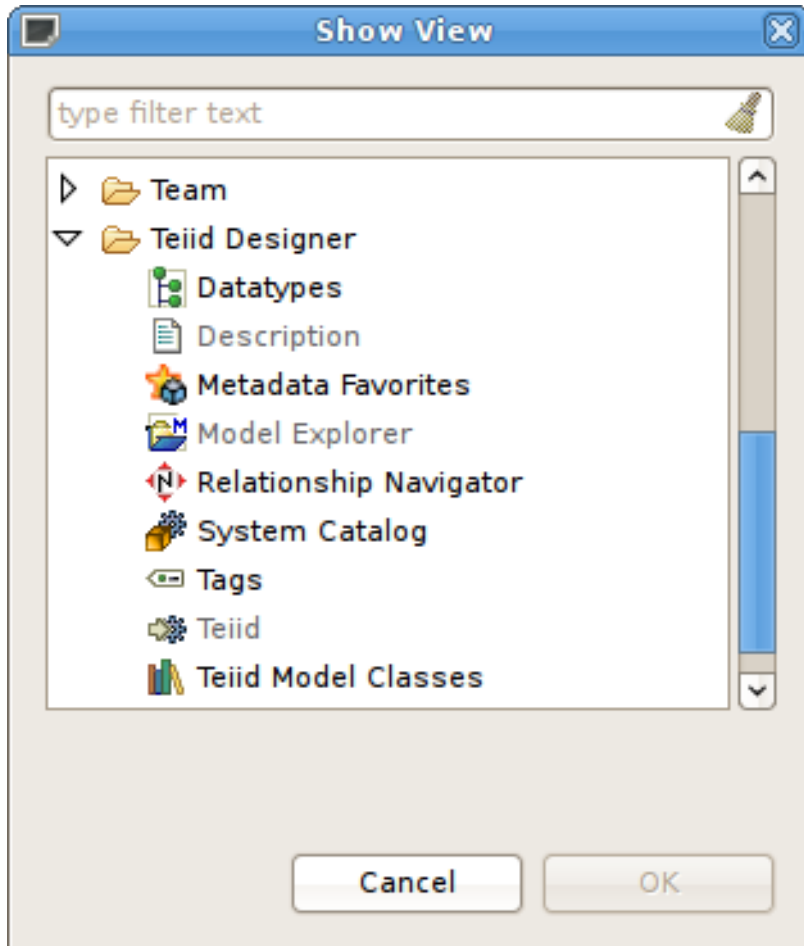 Show View
type filter text
Team
Teiid Designer
Datatypes
Description
Metadata Favorites
Model Explorer
Relationship Navigator
System Catalog
Tags
Teiid
Teiid Model Classes
Cancel OK